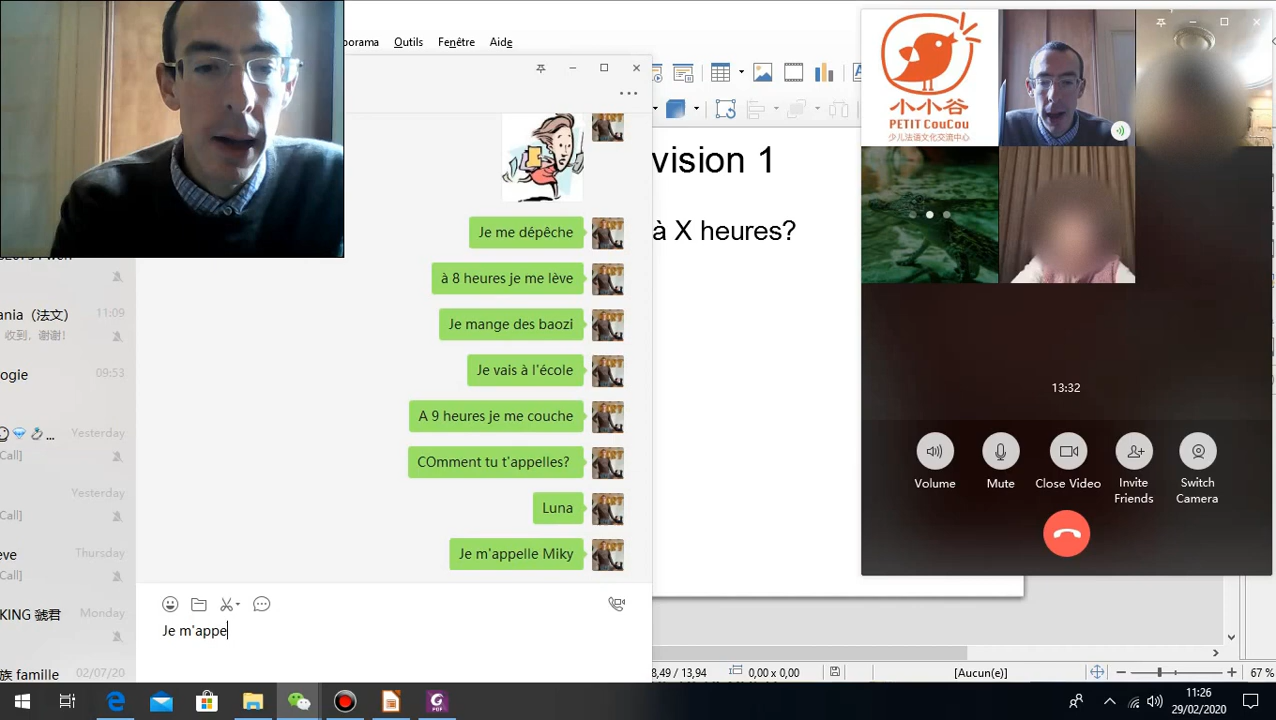 orama
Outils
Fenêtre
Aide
vision 1
à X heures?
ania（法文）
11:09
收到，谢谢！
ogie
09:53
...
Yesterday
Call]
Yesterday
Call]
eve
Thursday
Call]
KING 虢君
Monday
族 famille
02/07/20
Je me dépêche
à 8 heures je me lève
Je mange des baozi
Je vais à l'école
A 9 heures je me couche
COmment tu t'appelles?
Luna
Je m'appelle Miky
Je m'appe
小小谷
PETIT CouCou
少儿法语文化交流中心
13:32
Volume
Mute
Close Video
Invite
Friends
Switch
Camera
8,49 / 13,94
0,00 x 0,00
[Aucun(e)]
67 %
PDF
11:26
29/02/2020